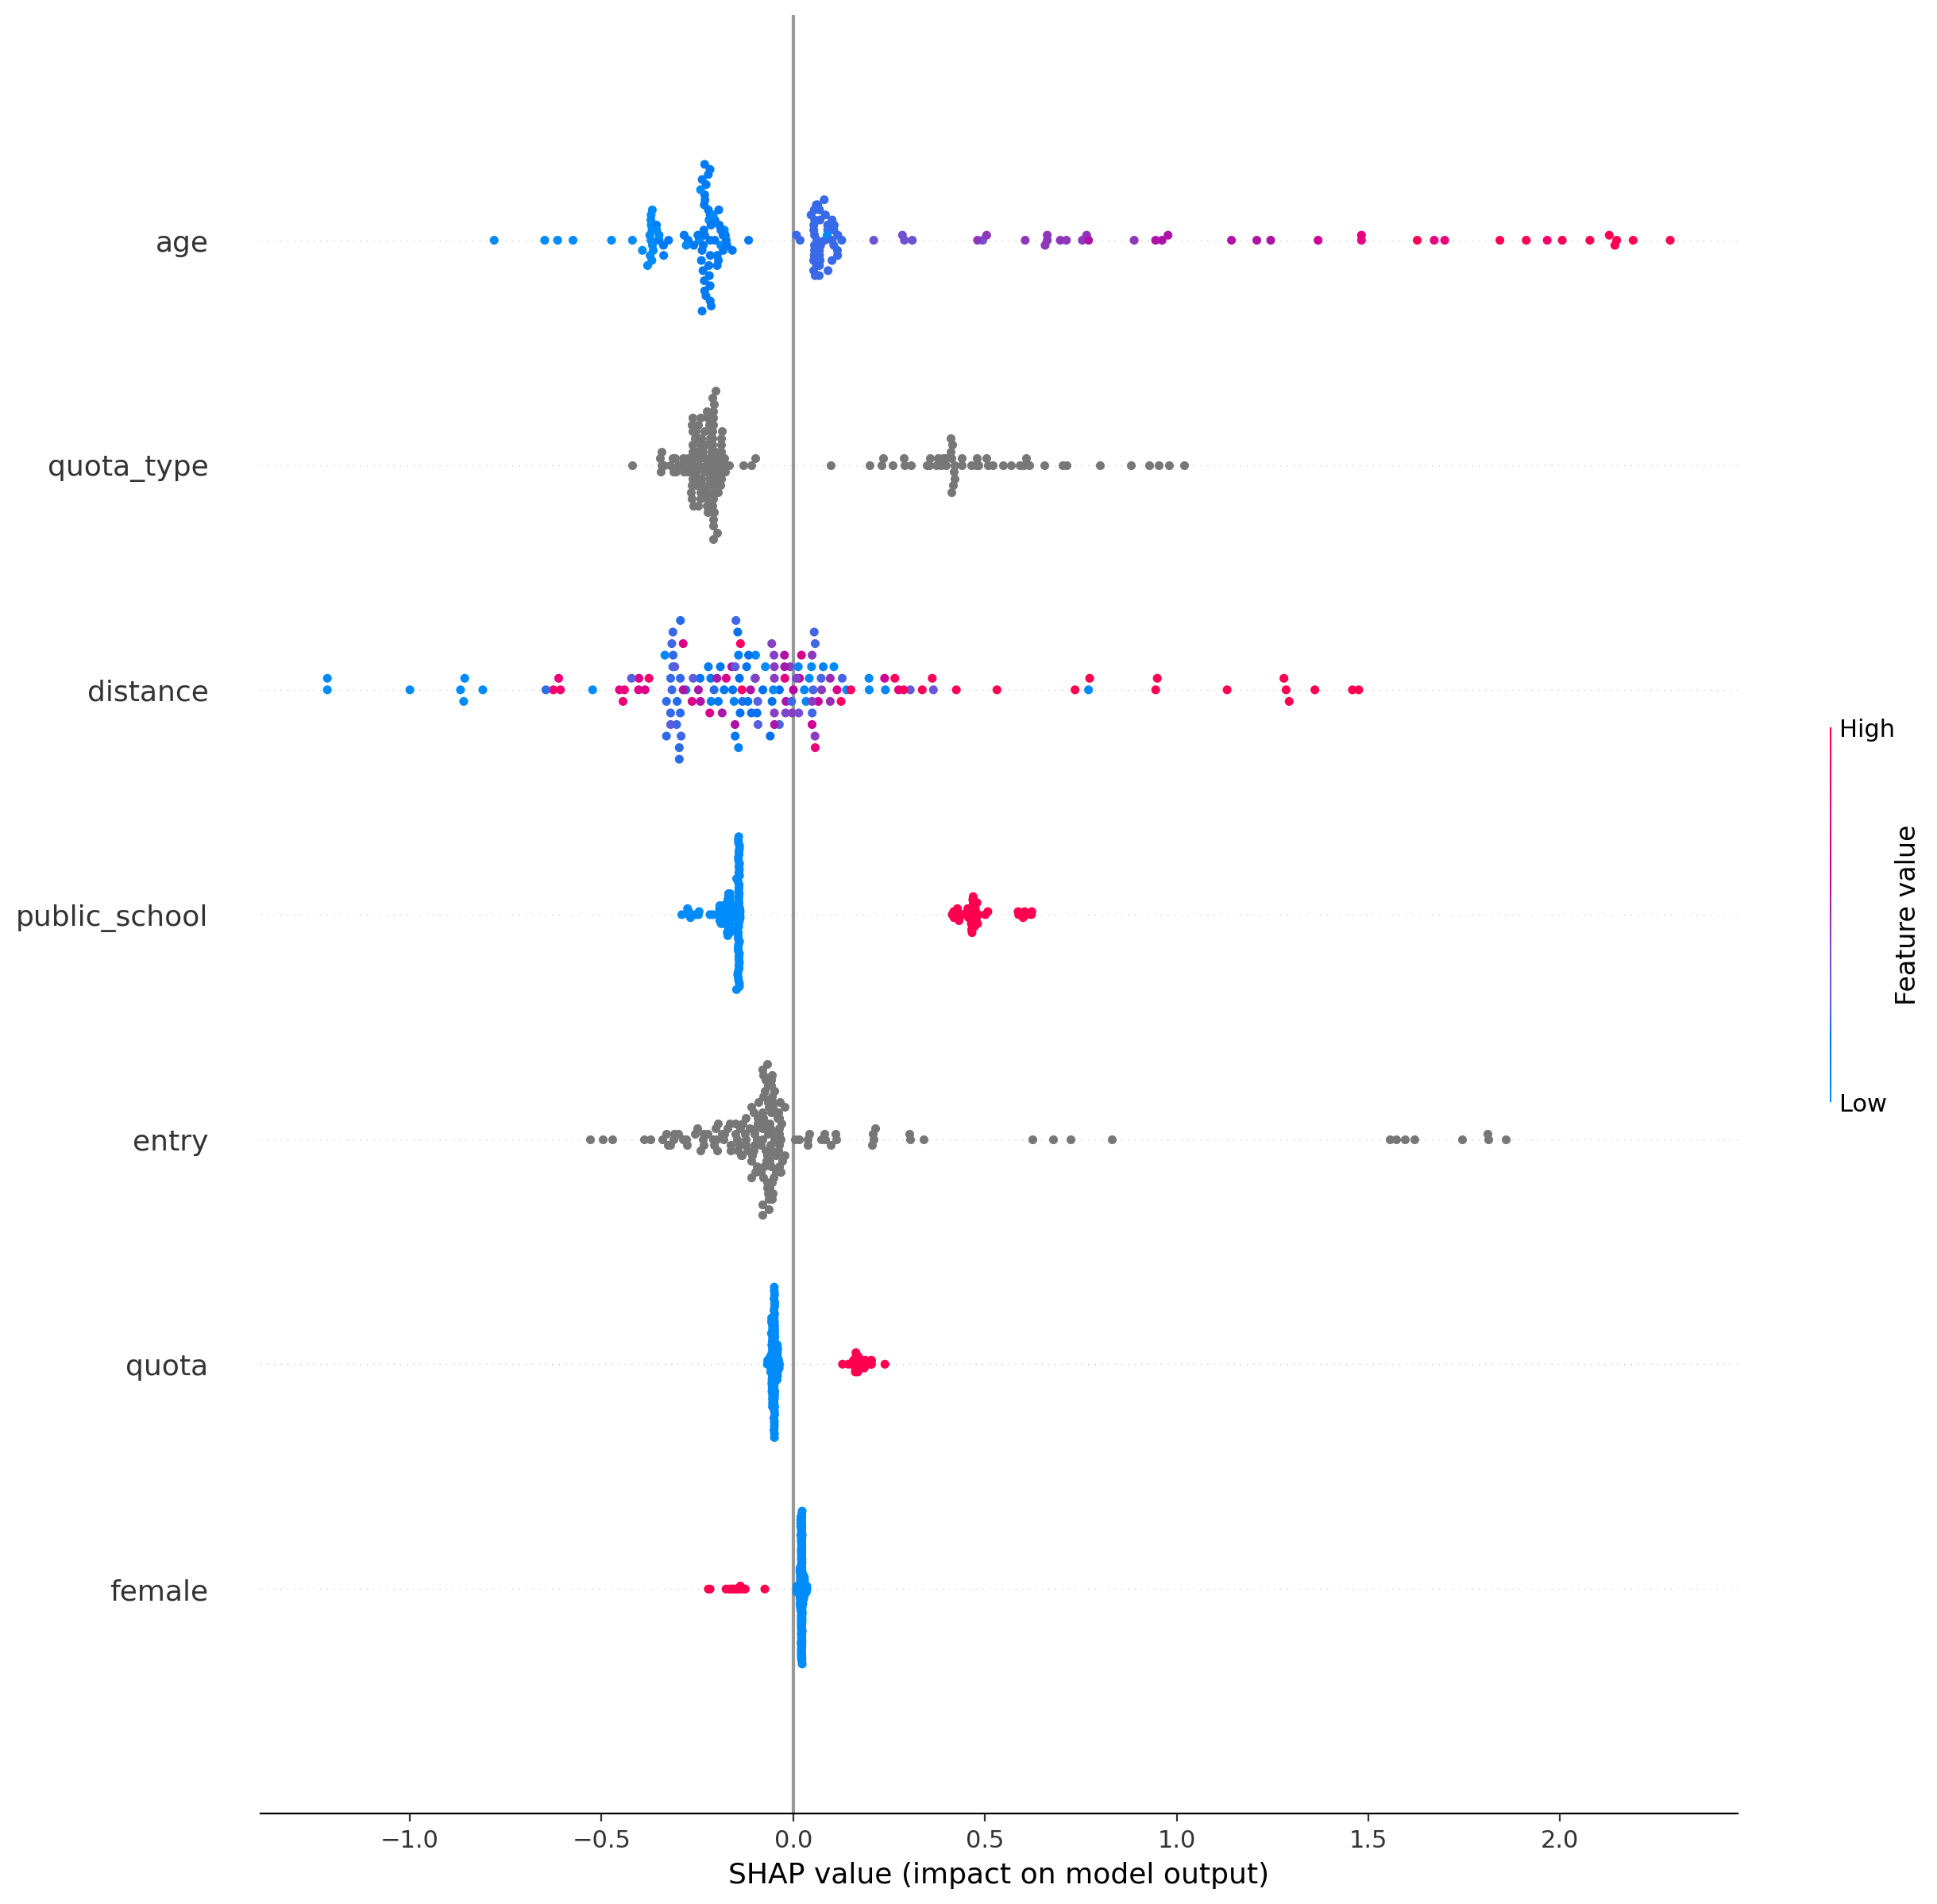 age
quota_type
distance
public_school
entry
quota
female
High
Feature value
Low
−1.0
−0.5
0.0
0.5
1.0
1.5
2.0
SHAP value (impact on model output)